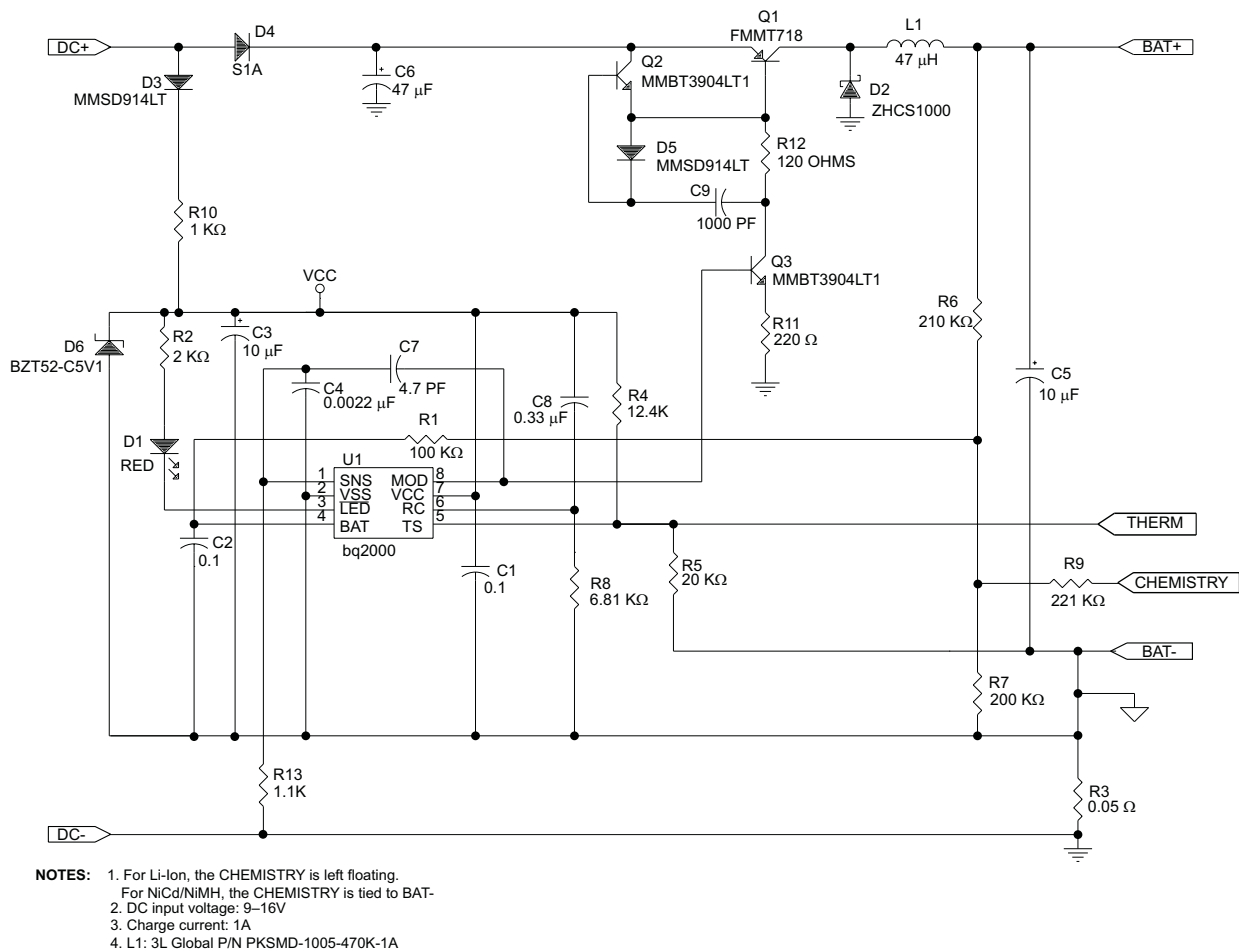 DC+
D4
S1A
D3
MMSD914LT
C6
47 µF
Q2
MMBT3904LT1
Q1
FMMT718
L1
47 µH
BAT+
D2
ZHCS1000
D5
MMSD914LT
R12
120 OHMS
C9
1000 PF
R10
1 KΩ
Q3
MMBT3904LT1
VCC
R6
210 KΩ
R11
220 Ω
D6
BZT52-C5V1
R2
2 KΩ
C3
10 µF
C7
4.7 PF
C4
0.0022 µF
C8
0.33 µF
R4
12.4K
C5
10 µF
D1
RED
R1
100 KΩ
U1
1 SNS MOD 8
2 VSS VCC 7
3 LED RC 6
4 BAT TS 5
bq2000
THERM
C2
0.1
C1
0.1
R8
6.81 KΩ
R5
20 KΩ
R9
221 KΩ
CHEMISTRY
BAT-
R7
200 KΩ
R13
1.1K
R3
0.05 Ω
DC-
NOTES: 1. For Li-Ion, the CHEMISTRY is left floating.
For NiCd/NiMH, the CHEMISTRY is tied to BAT-
2. DC input voltage: 9–16V
3. Charge current: 1A
4. L1: 3L Global P/N PKSMD-1005-470K-1A